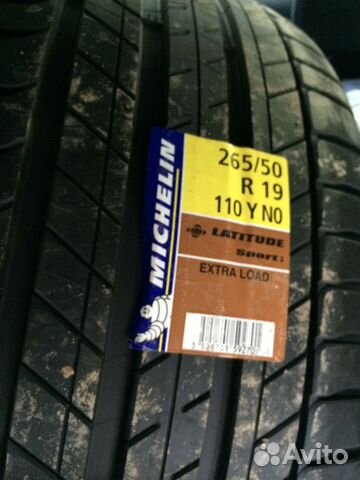 MICHELIN
265/50
R 19
110 Y N0
LATITUDE
Sport 3
EXTRA LOAD
Avito